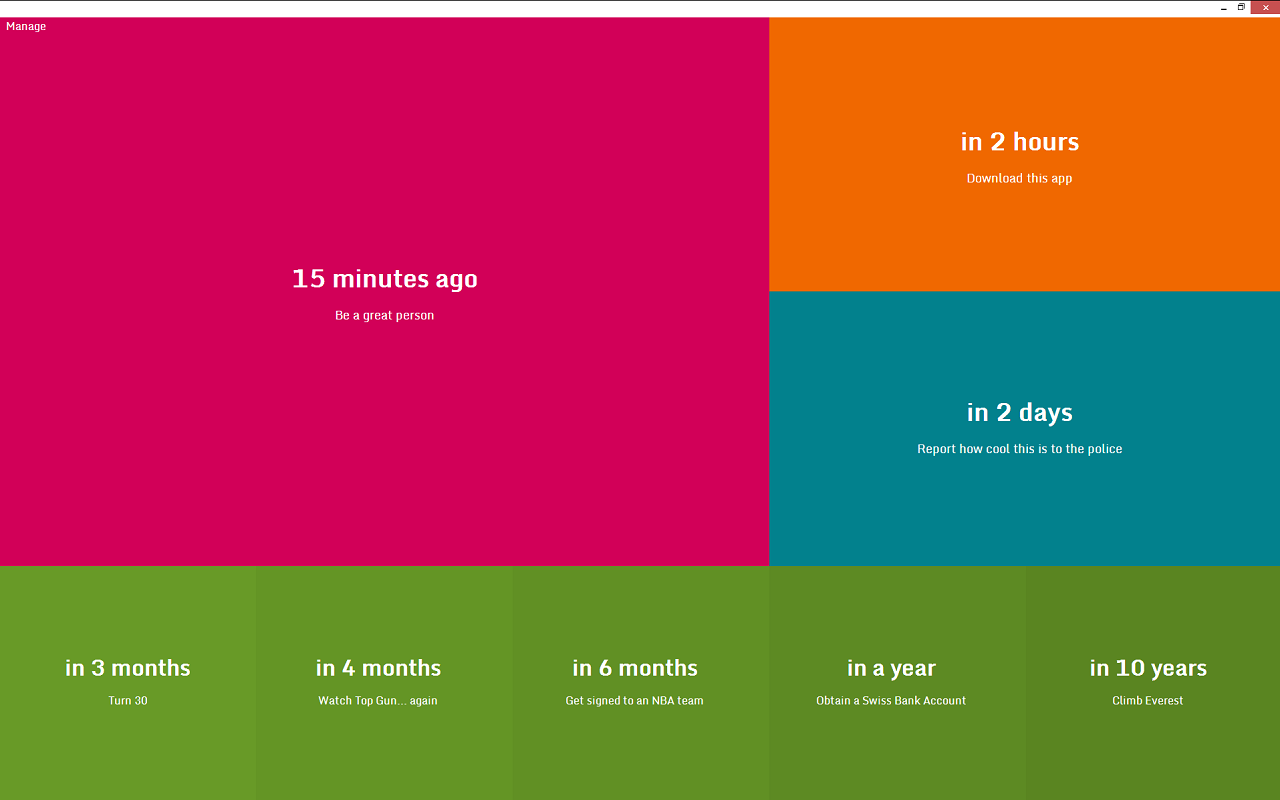 Manage
15 minutes ago
Be a great person
in 2 hours
Download this app
in 2 days
Report how cool this is to the police
in 3 months
Turn 30
in 4 months
Watch Top Gun... again
in 6 months
Get signed to an NBA team
in a year
Obtain a Swiss Bank Account
in 10 years
Climb Everest